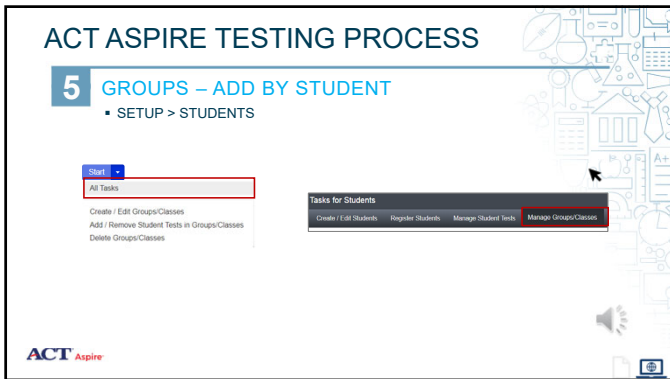 ACT ASPIRE TESTING PROCESS
5 GROUPS – ADD BY STUDENT
▪ SETUP > STUDENTS
Start
All Tasks
Create / Edit Groups/Classes
Add / Remove Student Tests in Groups/Classes
Delete Groups/Classes
Tasks for Students
Create / Edit Students Register Students Manage Student Tests Manage Groups/Classes
A+
ACT Aspire